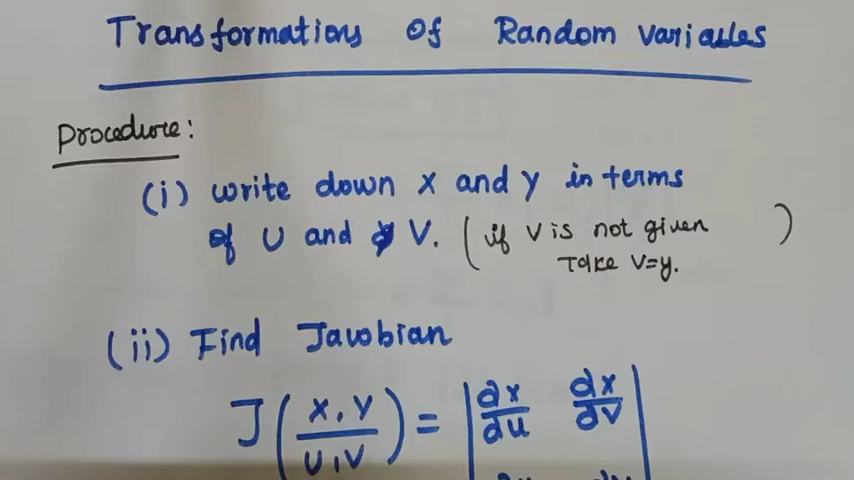 Transformations Of Random variables
Procedure:
(i) write down x and y in terms
of U and V. (if V is not given
Take V=y.)
(ii) Find Jacobian
J(x,y/u,v) = |∂x/∂u ∂x/∂v|